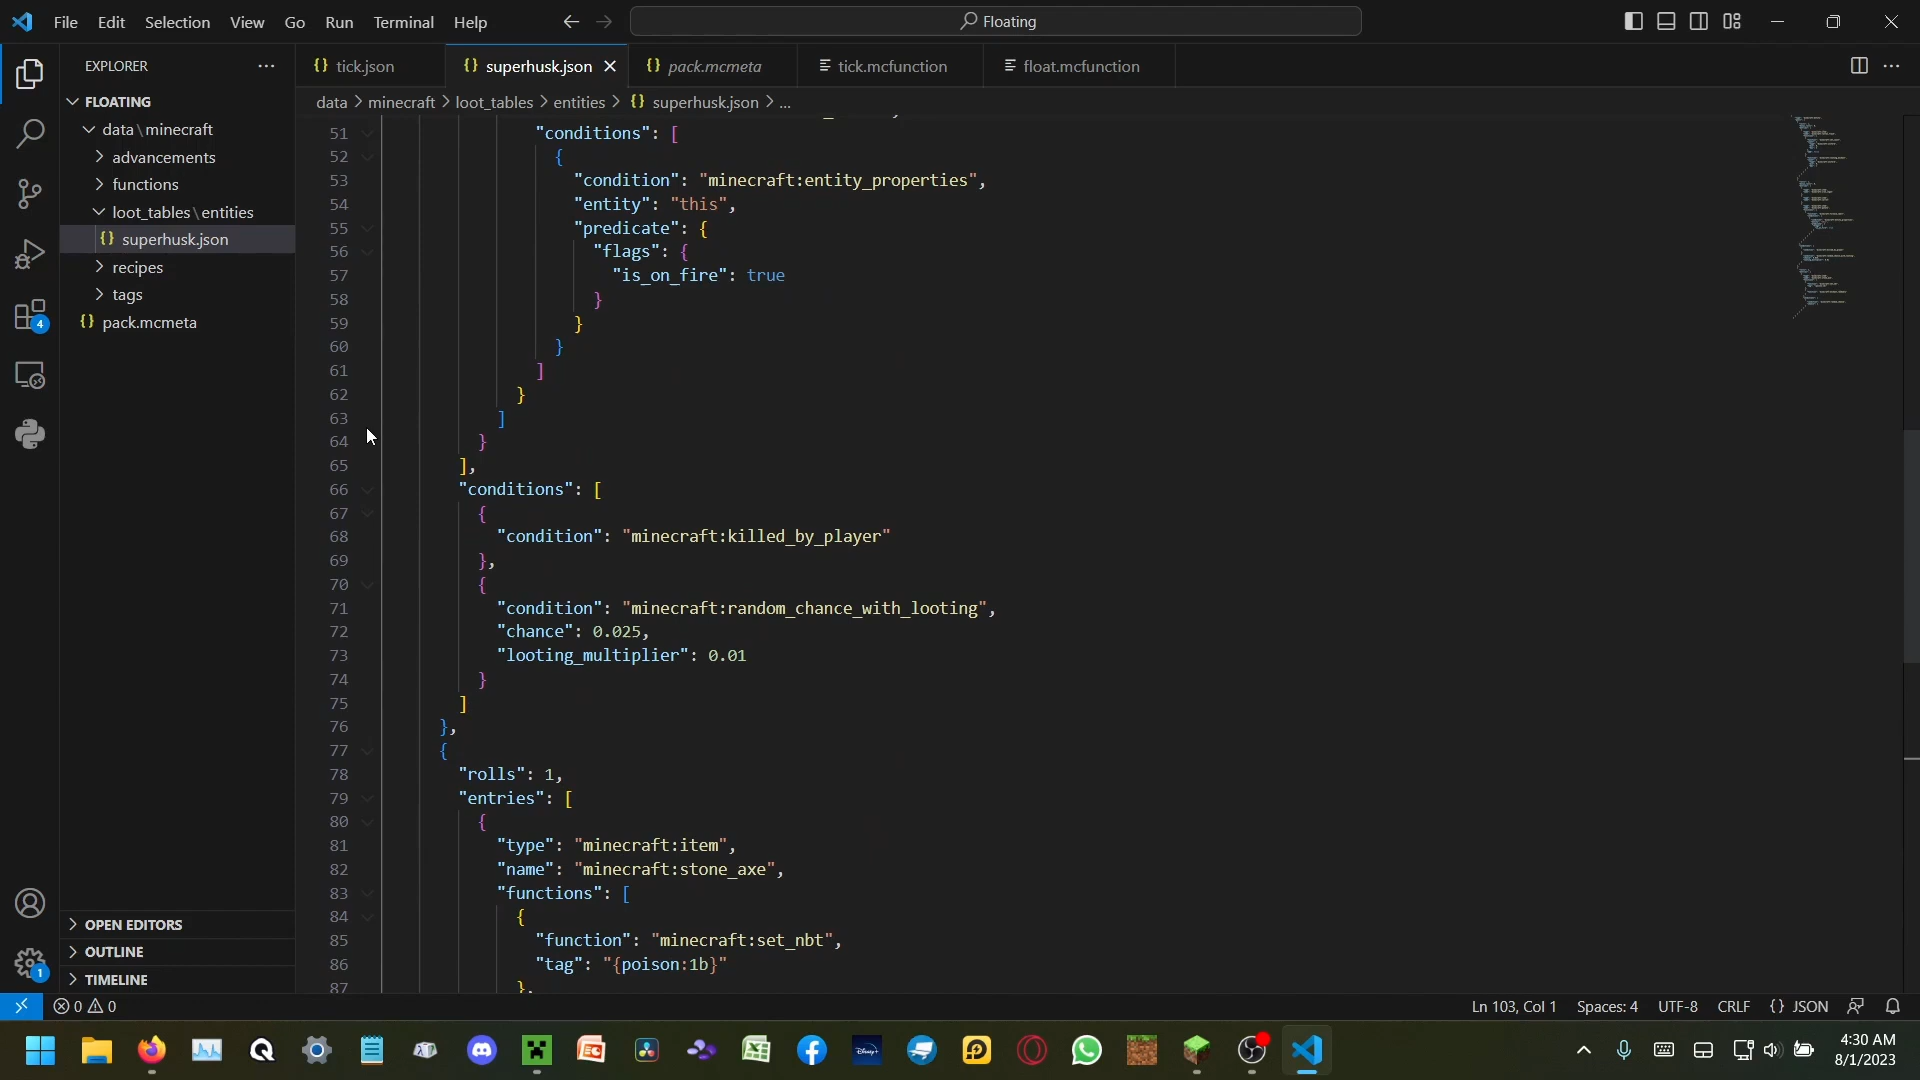 File Edit Selection View Go Run Terminal Help
Floating
EXPLORER
tick.json
superhusk.json
pack.mcmeta
tick.mcfunction
float.mcfunction
FLOATING
data > minecraft > loot_tables > entities > {} superhusk.json > ...
data \ minecraft
advancements
functions
loot_tables \ entities
superhusk.json
recipes
tags
pack.mcmeta
51 "conditions": [
52 {
53 "condition": "minecraft:entity_properties",
54 "entity": "this",
55 "predicate": {
56 "flags": {
57 "is_on_fire": true
58 }
59 }
60 }
61 ]
62 }
63 ]
64 }
65 ],
66 "conditions": [
67 {
68 "condition": "minecraft:killed_by_player"
69 },
70 {
71 "condition": "minecraft:random_chance_with_looting",
72 "chance": 0.025,
73 "looting_multiplier": 0.01
74 }
75 ]
76 },
77 {
78 "rolls": 1,
79 "entries": [
80 {
81 "type": "minecraft:item",
82 "name": "minecraft:stone_axe",
83 "functions": [
84 {
85 "function": "minecraft:set_nbt",
86 "tag": "{poison:1b}"
87 },
4
1
OPEN EDITORS
OUTLINE
TIMELINE
0 0
Ln 103, Col 1 Spaces: 4 UTF-8 CRLF {} JSON
Disney+
4:30 AM
8/1/2023